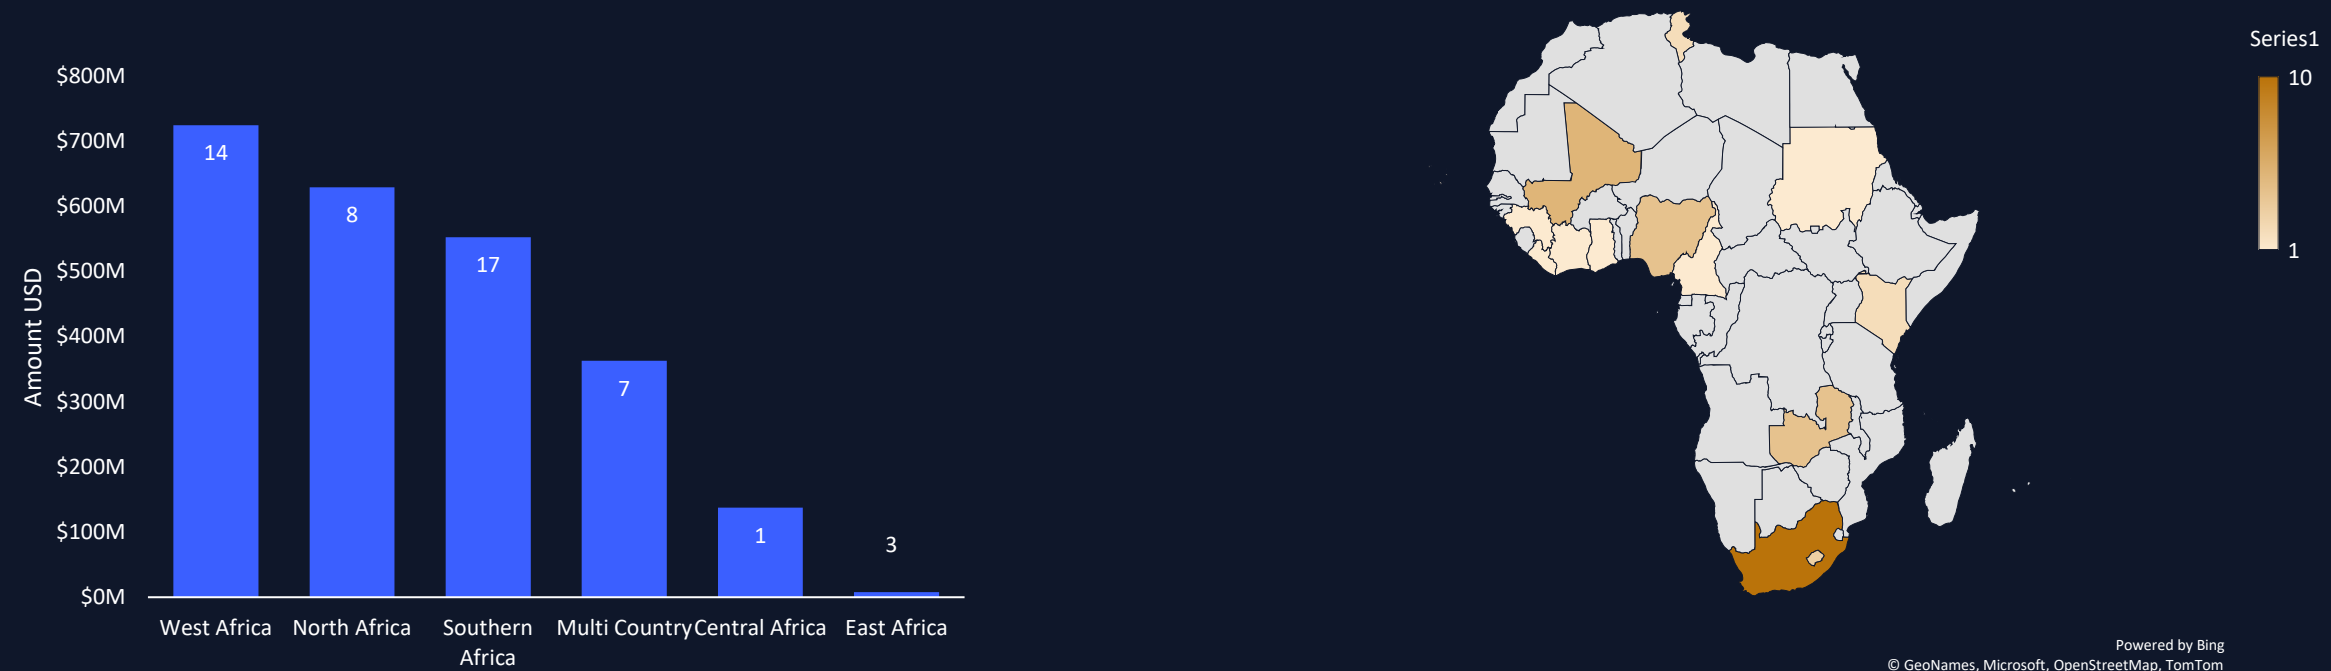 $800M
$700M
$600M
$500M
$400M
$300M
$200M
$100M
$0M
Amount USD
14
8
17
7
1
3
West Africa
North Africa
Southern
Africa
Multi Country
Central Africa
East Africa
Series1
10
1
Powered by Bing
© GeoNames, Microsoft, OpenStreetMap, TomTom